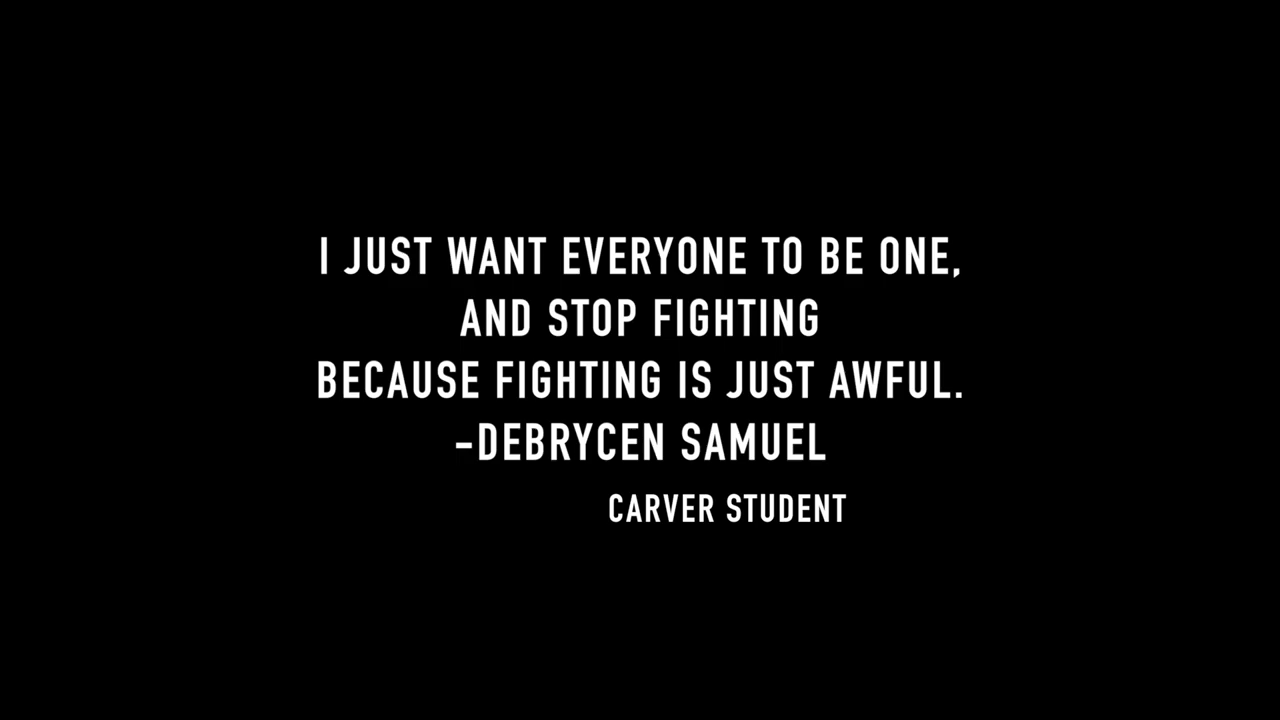 I JUST WANT EVERYONE TO BE ONE,
AND STOP FIGHTING
BECAUSE FIGHTING IS JUST AWFUL.
-DEBRYCEN SAMUEL
CARVER STUDENT